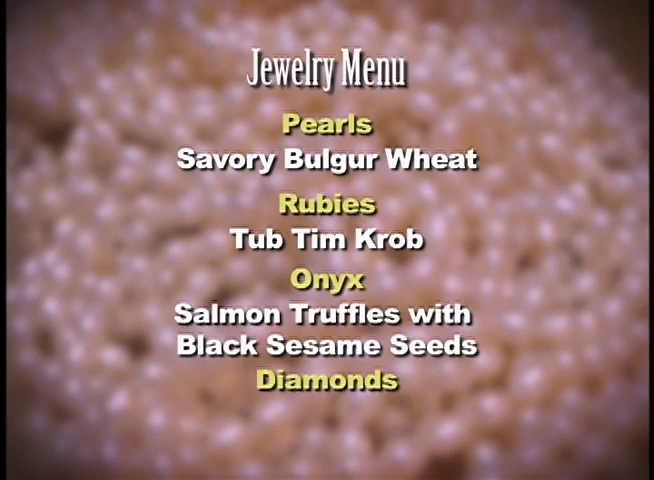 Jewelry Menu
Pearls
Savory Bulgur Wheat
Rubies
Tub Tim Krob
Onyx
Salmon Truffles with
Black Sesame Seeds
Diamonds